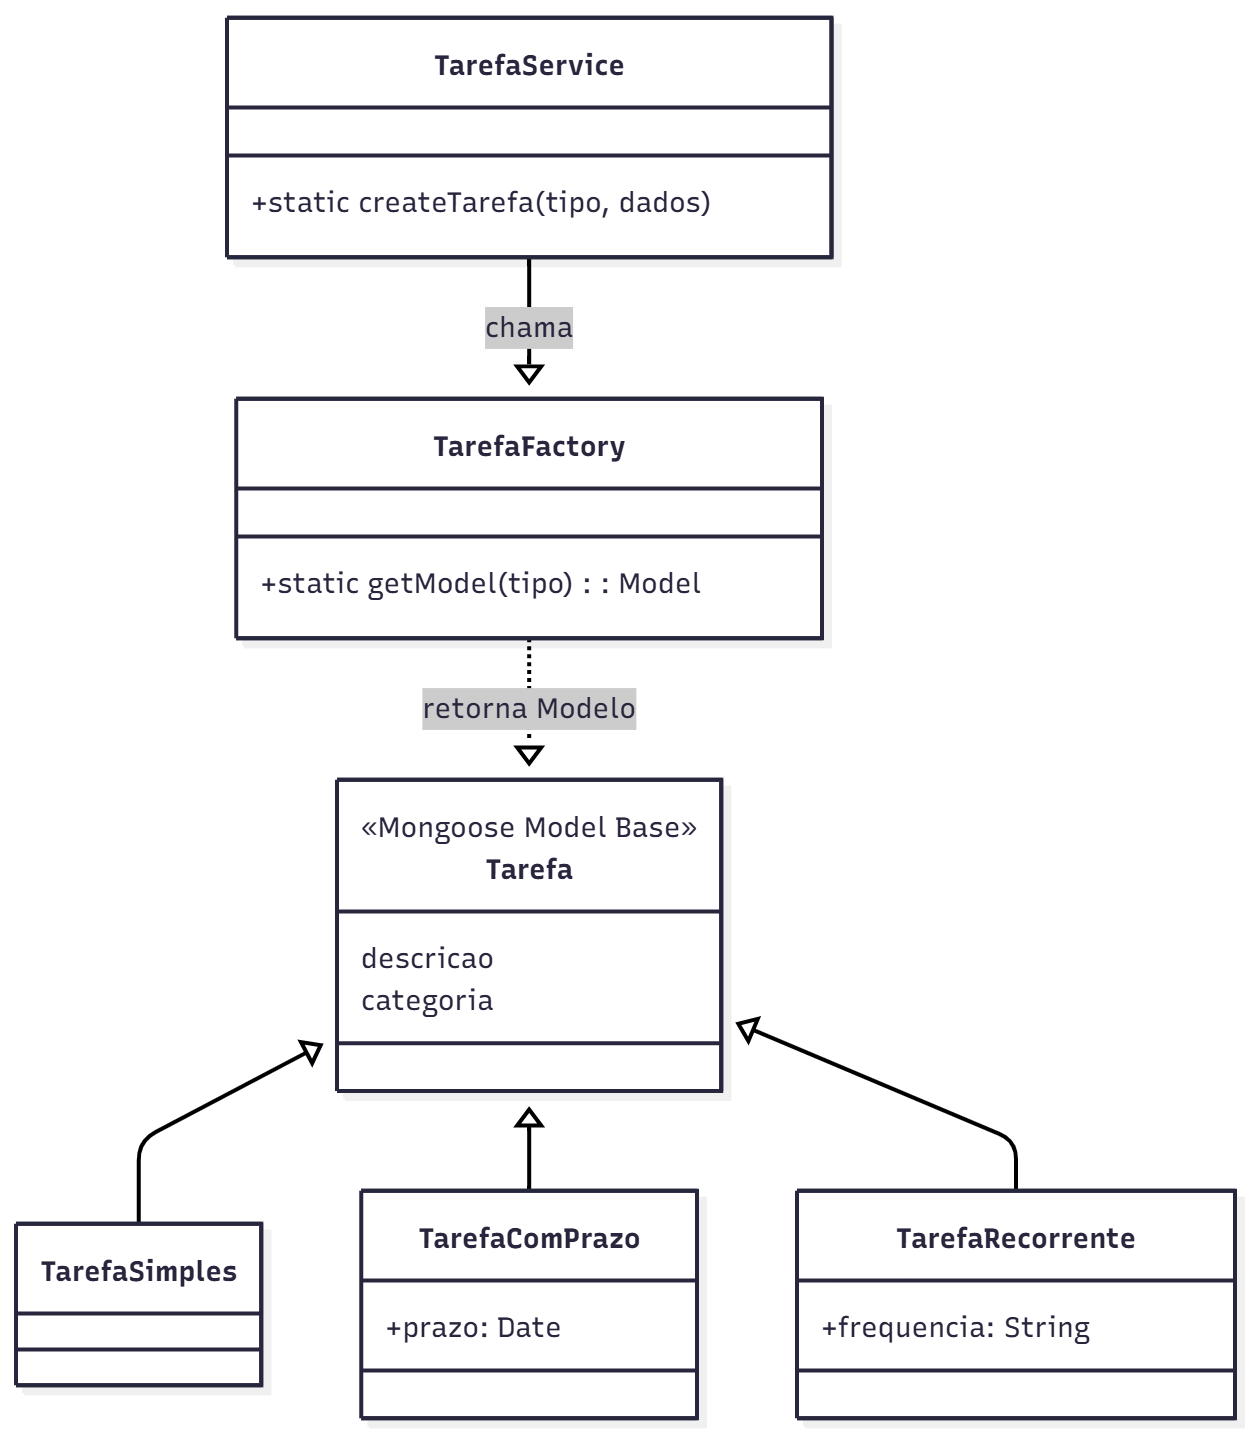 TarefaService
+static createTarefa(tipo, dados)
chama
TarefaFactory
+static getModel(tipo) : : Model
retorna Modelo
«Mongoose Model Base»
Tarefa
descricao
categoria
TarefaSimples
TarefaComPrazo
+prazo: Date
TarefaRecorrente
+frequencia: String